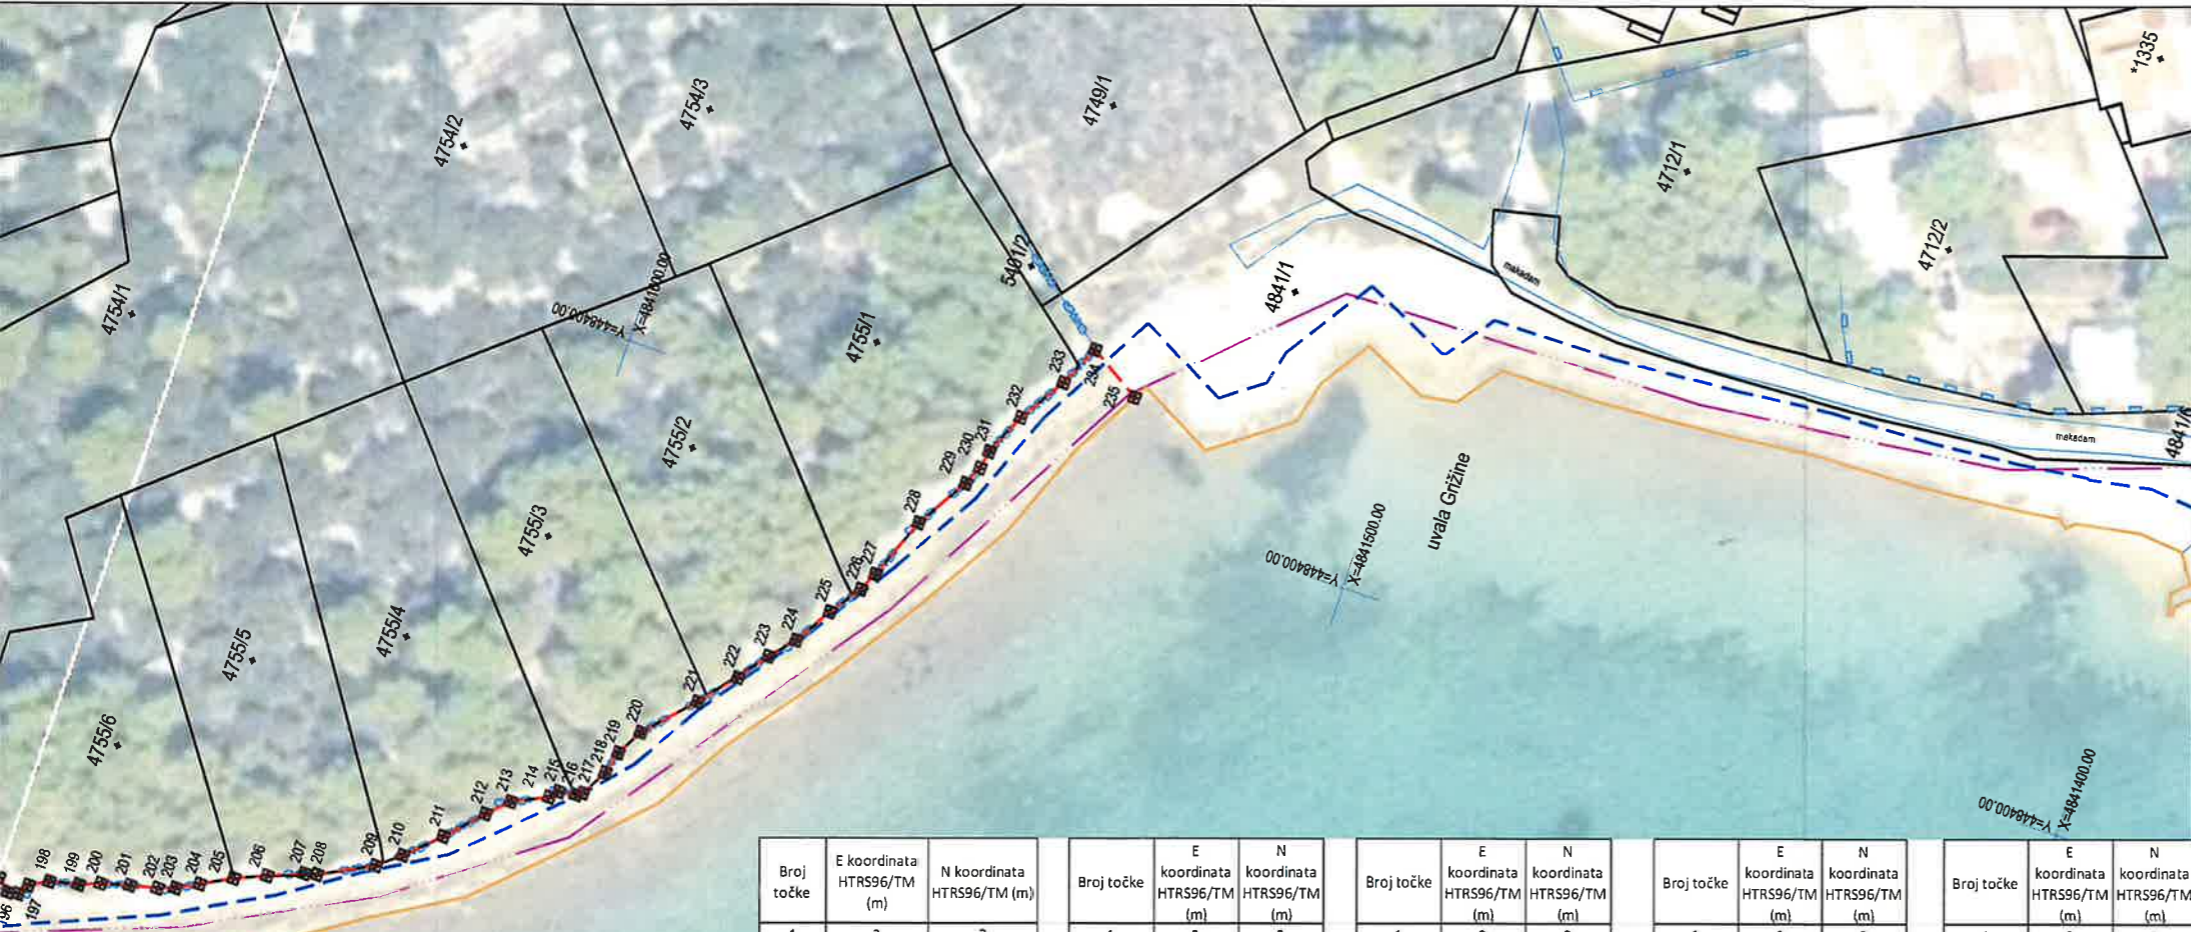 *1335
4754/3
4749/1
4754/2
4712/1
4712/2
5401/2
4841/1
makadam
4754/1
Y=448400.00
X=4841600.00
4755/1
233
234
235
232
4755/2
231
230
229
228
makadam
4841/6
uvala Grižine
4755/3
Y=448400.00
X=4841500.00
227
226
225
224
223
222
221
4755/4
4755/5
4755/6
220
219
218
217
216
215
214
213
212
211
210
209
208
207
206
205
204
203
202
201
200
199
198
197
196
Y=448400.00
X=4841400.00
Broj točke
E koordinata HTRS96/TM (m)
N koordinata HTRS96/TM (m)
Broj točke
E koordinata HTRS96/TM (m)
N koordinata HTRS96/TM (m)
Broj točke
E koordinata HTRS96/TM (m)
N koordinata HTRS96/TM (m)
Broj točke
E koordinata HTRS96/TM (m)
N koordinata HTRS96/TM (m)
Broj točke
E koordinata HTRS96/TM (m)
N koordinata HTRS96/TM (m)